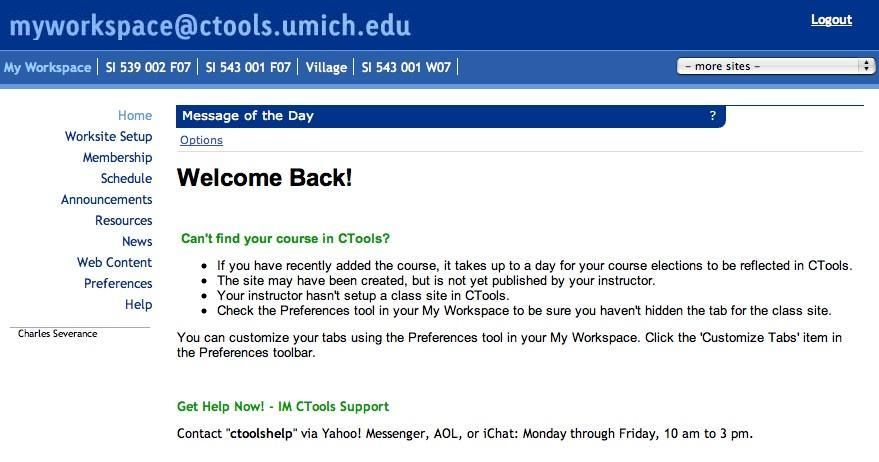 myworkspace@ctools.umich.edu
Logout
My Workspace SI 539 002 F07 SI 543 001 F07 Village SI 543 001 W07
– more sites –
Home
Worksite Setup
Membership
Schedule
Announcements
Resources
News
Web Content
Preferences
Help
Charles Severance
Message of the Day ?
Options
Welcome Back!
Can't find your course in CTools?
• If you have recently added the course, it takes up to a day for your course elections to be reflected in CTools.
• The site may have been created, but is not yet published by your instructor.
• Your instructor hasn't setup a class site in CTools.
• Check the Preferences tool in your My Workspace to be sure you haven't hidden the tab for the class site.
You can customize your tabs using the Preferences tool in your My Workspace. Click the 'Customize Tabs' item in
the Preferences toolbar.
Get Help Now! - IM CTools Support
Contact "ctoolshelp" via Yahoo! Messenger, AOL, or iChat: Monday through Friday, 10 am to 3 pm.